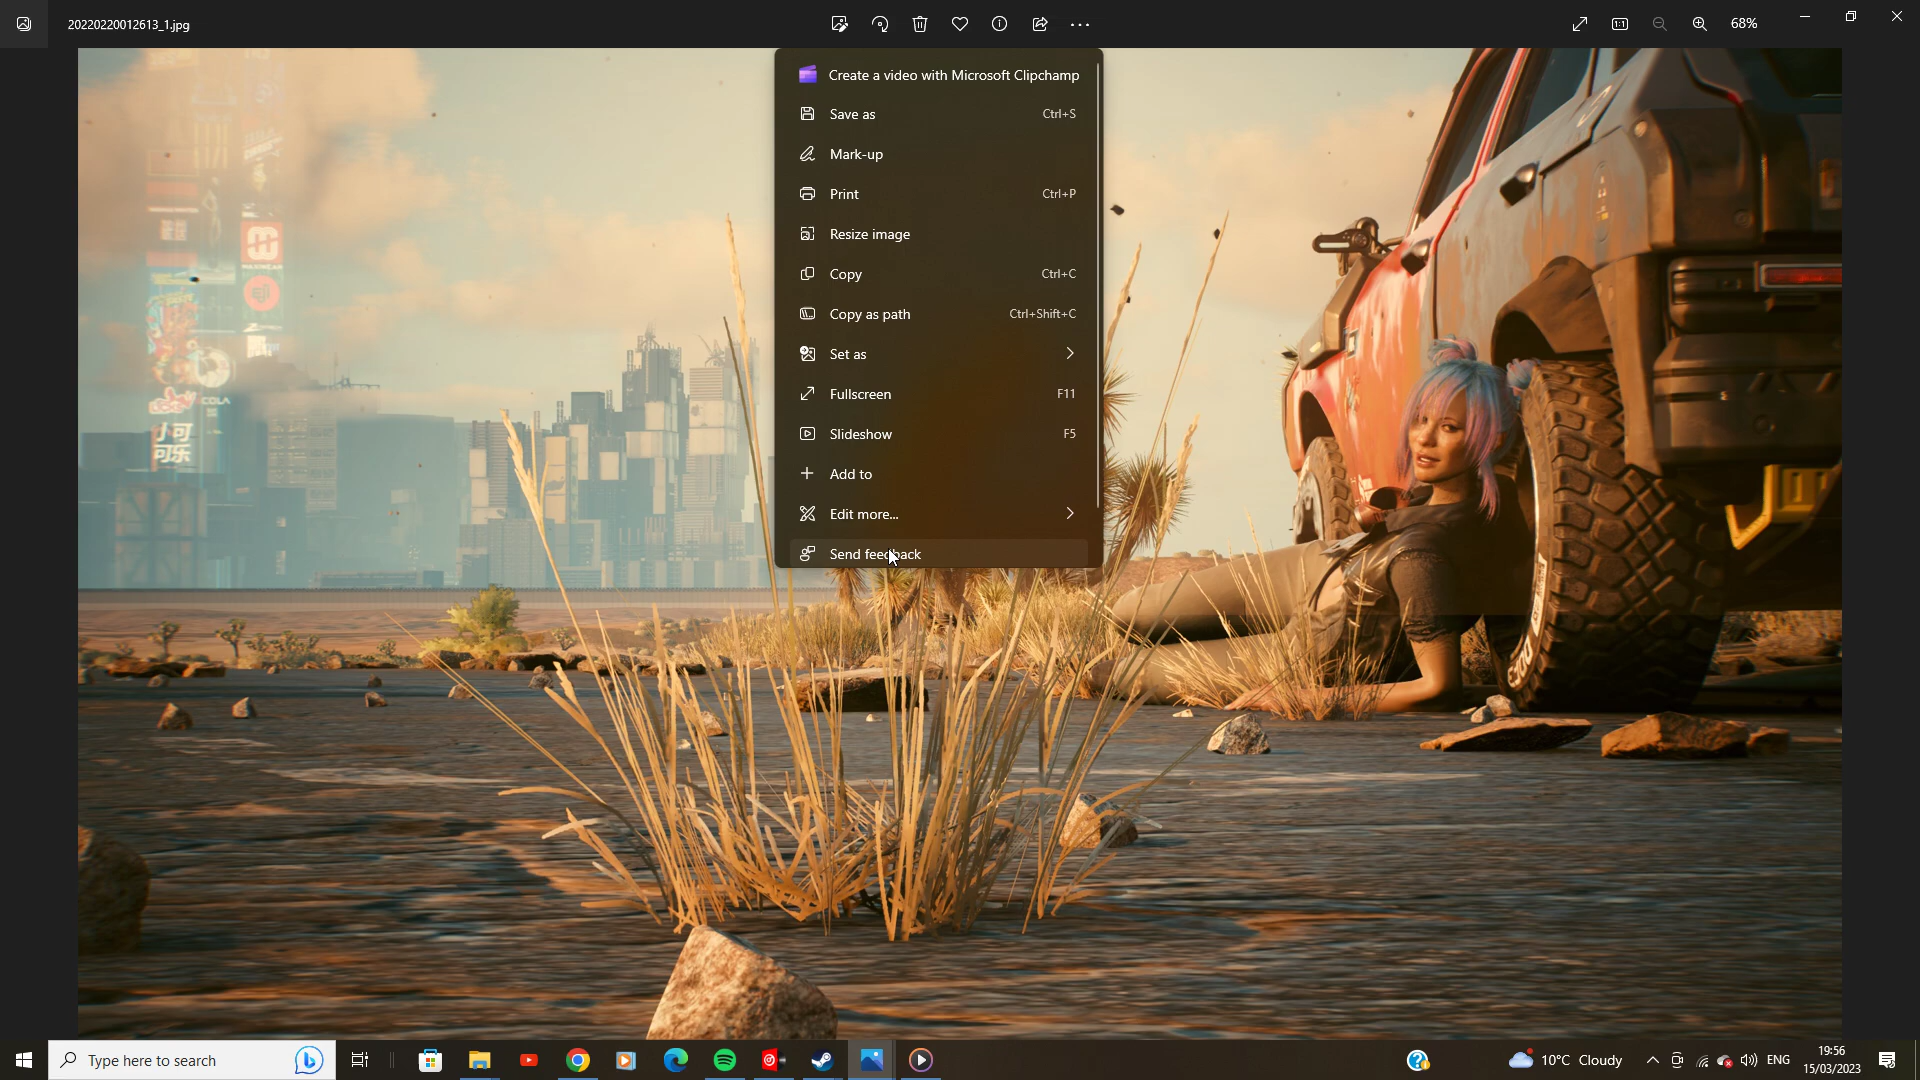 20220220012613_1.jpg
68%
Create a video with Microsoft Clipchamp
Save as Ctrl+S
Mark-up
Print Ctrl+P
Resize image
Copy Ctrl+C
Copy as path Ctrl+Shift+C
Set as
Fullscreen F11
Slideshow F5
Add to
Edit more...
Send feedback
COLA
可
可乐
Type here to search
10°C Cloudy
ENG
19:56
15/03/2023